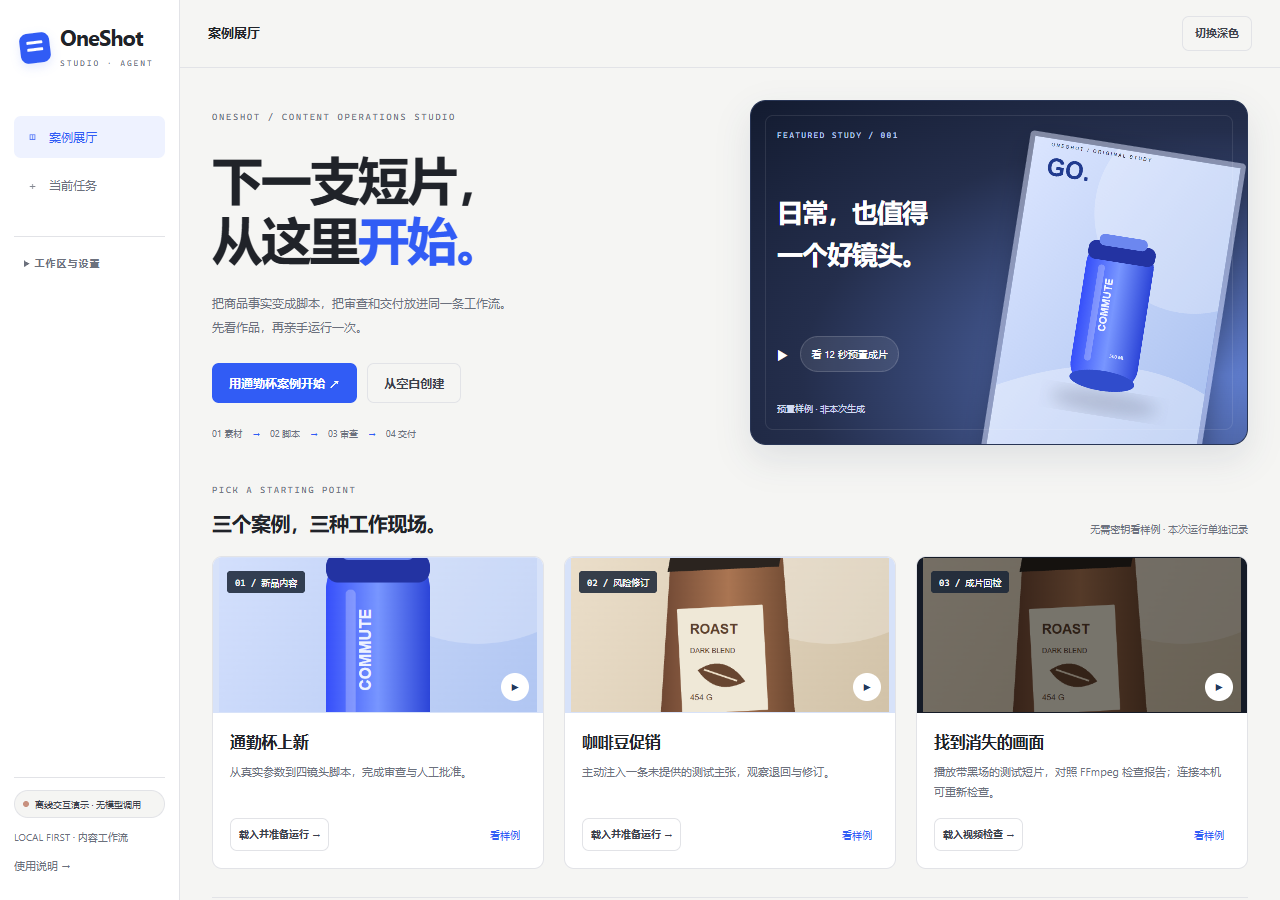 OneShot
STUDIO · AGENT
案例展厅
当前任务
工作区与设置
离线交互演示 · 无模型调用
LOCAL FIRST · 内容工作流
使用说明 →
案例展厅
切换深色
ONESHOT / CONTENT OPERATIONS STUDIO
下一支短片，
从这里开始。
把商品事实变成脚本，把审查和交付放进同一条工作流。
先看作品，再亲手运行一次。
用通勤杯案例开始 ↗
从空白创建
01 素材 → 02 脚本 → 03 审查 → 04 交付
FEATURED STUDY / 001
日常，也值得
一个好镜头。
看 12 秒预置成片
预置样例 · 非本次生成
ONESHOT / ORIGINAL STUDY
GO.
COMMUTE
PICK A STARTING POINT
三个案例，三种工作现场。
无需密钥看样例 · 本次运行单独记录
01 / 新品内容
COMMUTE
通勤杯上新
从真实参数到四镜头脚本，完成审查与人工批准。
载入并准备运行 →
看样例
02 / 风险修订
ROAST
DARK BLEND
454 G
咖啡豆促销
主动注入一条未提供的测试主张，观察退回与修订。
载入并准备运行 →
看样例
03 / 成片回检
ROAST
DARK BLEND
454 G
找到消失的画面
播放带黑场的测试短片，对照 FFmpeg 检查报告；连接本机
可重新检查。
载入视频检查 →
看样例